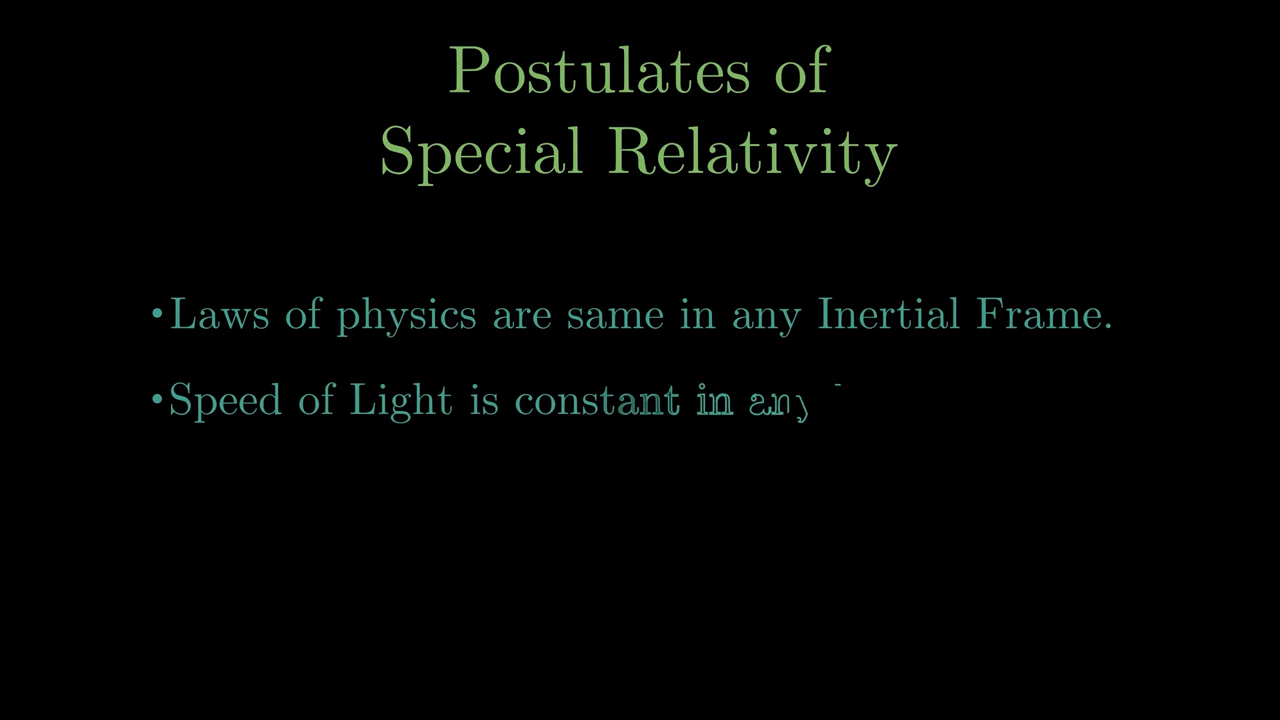 Postulates of
Special Relativity
•Laws of physics are same in any Inertial Frame.
•Speed of Light is constant in any